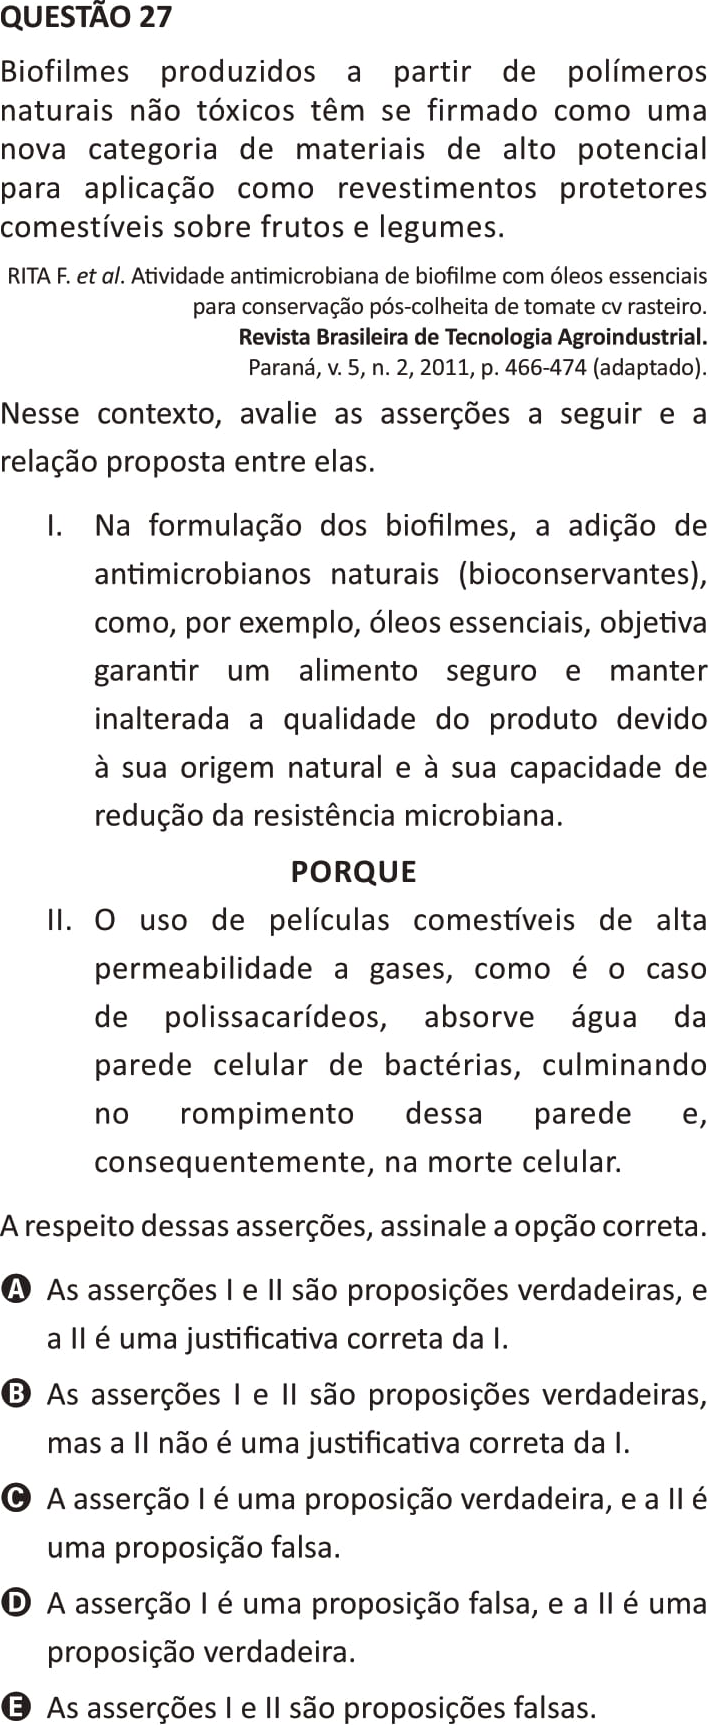 QUESTÃO 27
Biofilmes produzidos a partir de polímeros
naturais não tóxicos têm se firmado como uma
nova categoria de materiais de alto potencial
para aplicação como revestimentos protetores
comestíveis sobre frutos e legumes.
RITA F. et al. Atividade antimicrobiana de biofilme com óleos essenciais
para conservação pós-colheita de tomate cv rasteiro.
Revista Brasileira de Tecnologia Agroindustrial.
Paraná, v. 5, n. 2, 2011, p. 466-474 (adaptado).
Nesse contexto, avalie as asserções a seguir e a
relação proposta entre elas.
I. Na formulação dos biofilmes, a adição de
antimicrobianos naturais (bioconservantes),
como, por exemplo, óleos essenciais, objetiva
garantir um alimento seguro e manter
inalterada a qualidade do produto devido
à sua origem natural e à sua capacidade de
redução da resistência microbiana.
PORQUE
II. O uso de películas comestíveis de alta
permeabilidade a gases, como é o caso
de polissacarídeos, absorve água da
parede celular de bactérias, culminando
no rompimento dessa parede e,
consequentemente, na morte celular.
A respeito dessas asserções, assinale a opção correta.
A As asserções I e II são proposições verdadeiras, e
a II é uma justificativa correta da I.
B As asserções I e II são proposições verdadeiras,
mas a II não é uma justificativa correta da I.
C A asserção I é uma proposição verdadeira, e a II é
uma proposição falsa.
D A asserção I é uma proposição falsa, e a II é uma
proposição verdadeira.
E As asserções I e II são proposições falsas.